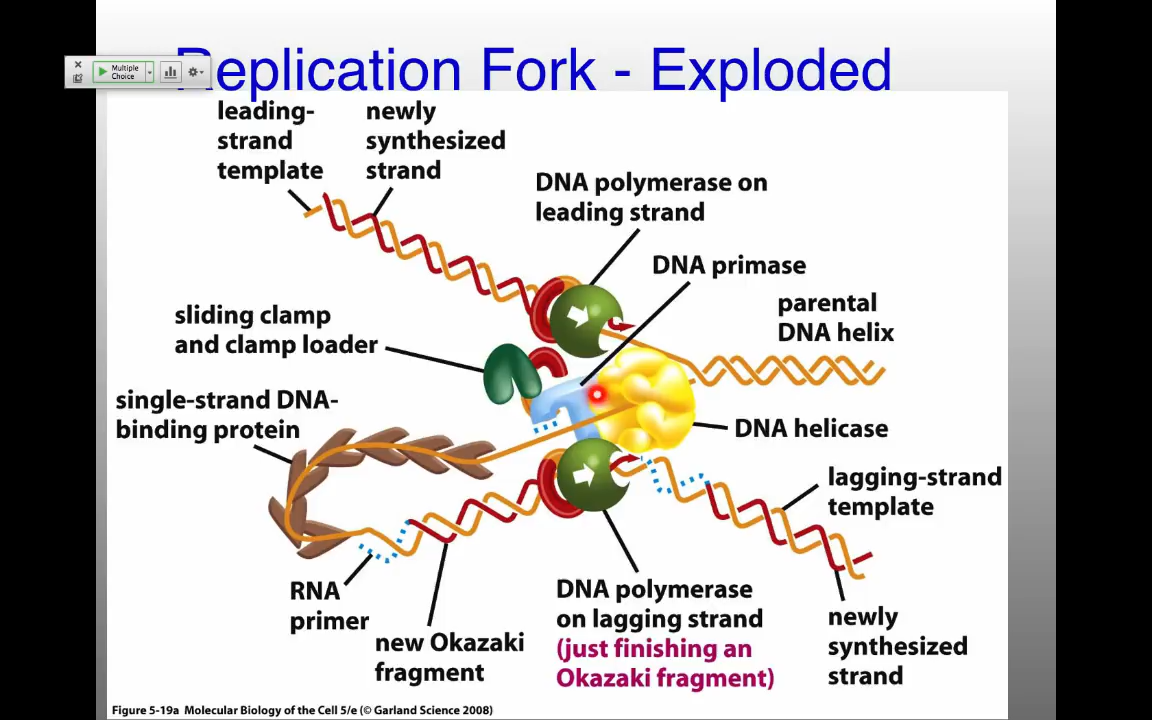 Multiple
Choice
Replication Fork - Exploded
leading-
strand
template
newly
synthesized
strand
DNA polymerase on
leading strand
DNA primase
parental
DNA helix
sliding clamp
and clamp loader
single-strand DNA-
binding protein
DNA helicase
lagging-strand
template
RNA
primer
new Okazaki
fragment
DNA polymerase
on lagging strand
(just finishing an
Okazaki fragment)
newly
synthesized
strand
Figure 5-19a Molecular Biology of the Cell 5/e (© Garland Science 2008)